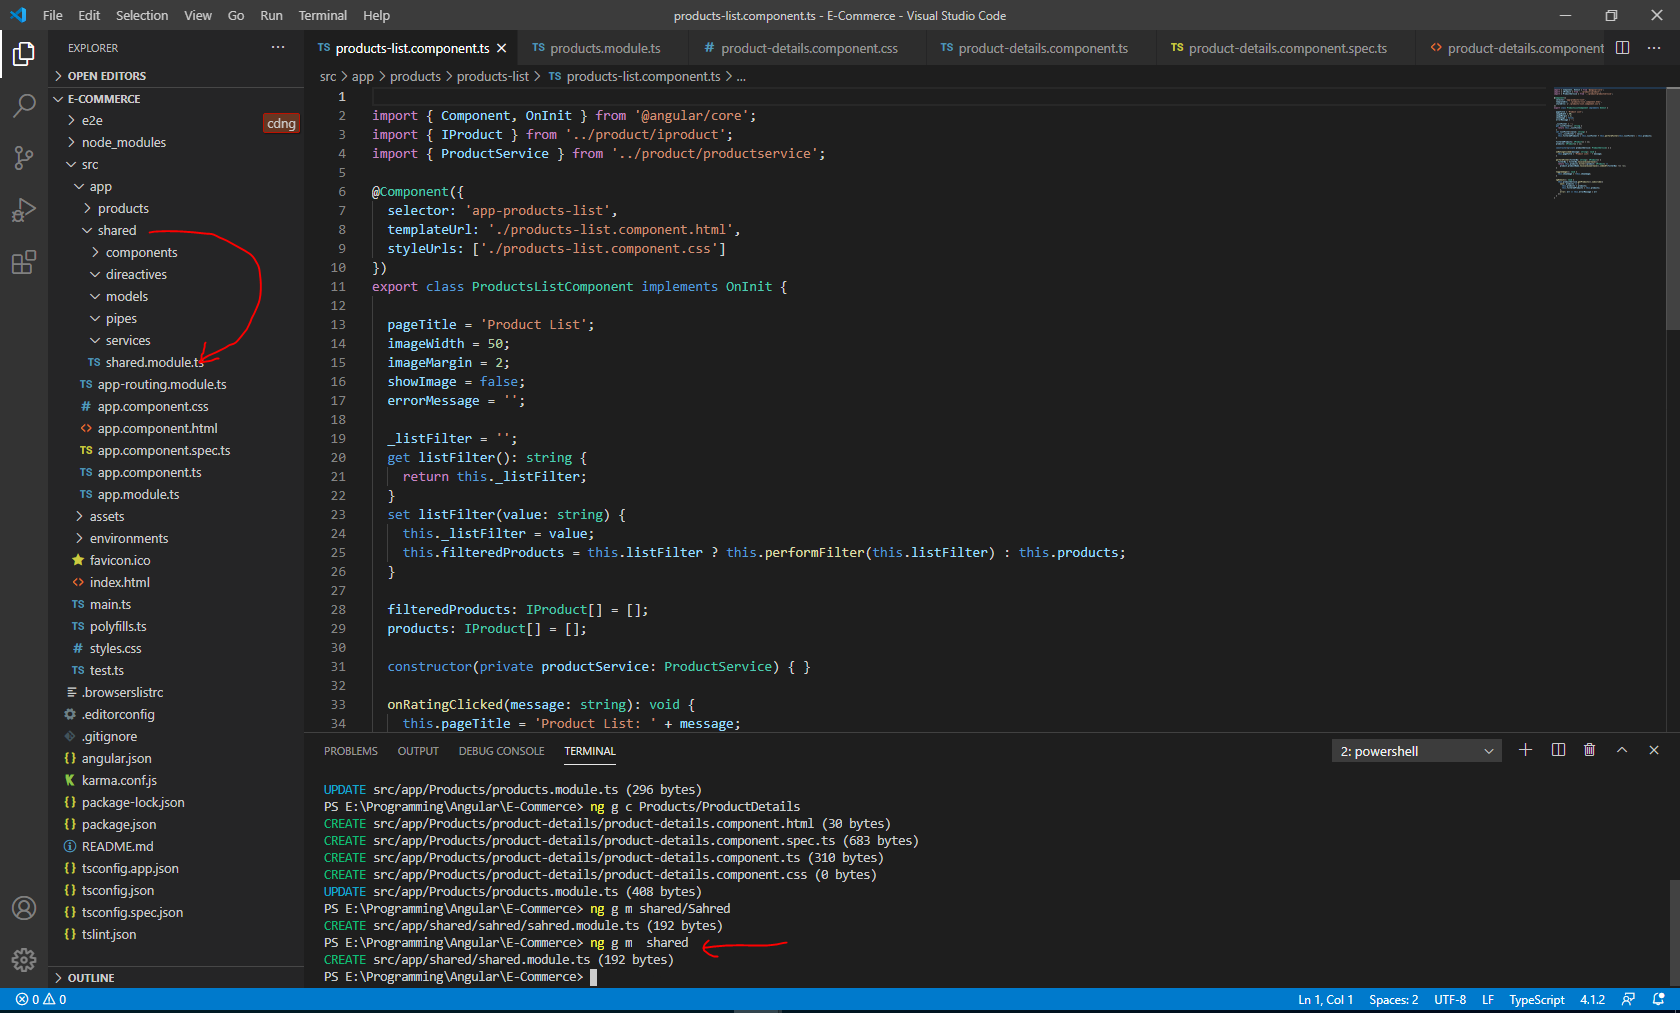 File Edit Selection View Go Run Terminal Help
products-list.component.ts - E-Commerce - Visual Studio Code
EXPLORER
OPEN EDITORS
E-COMMERCE
e2e
cdng
node_modules
src
app
products
shared
components
direactives
models
pipes
services
TS shared.module.ts
TS app-routing.module.ts
# app.component.css
<> app.component.html
TS app.component.spec.ts
TS app.component.ts
TS app.module.ts
assets
environments
favicon.ico
<> index.html
TS main.ts
TS polyfills.ts
# styles.css
TS test.ts
.browserslistrc
.editorconfig
.gitignore
{} angular.json
K karma.conf.js
{} package-lock.json
{} package.json
README.md
{} tsconfig.app.json
{} tsconfig.json
{} tsconfig.spec.json
{} tslint.json
OUTLINE
TS products-list.component.ts TS products.module.ts # product-details.component.css TS product-details.component.ts TS product-details.component.spec.ts <> product-details.component
src > app > products > products-list > TS products-list.component.ts > ...
1
2 import { Component, OnInit } from '@angular/core';
3 import { IProduct } from '../product/iproduct';
4 import { ProductService } from '../product/productservice';
5
6 @Component({
7 selector: 'app-products-list',
8 templateUrl: './products-list.component.html',
9 styleUrls: ['./products-list.component.css']
10 })
11 export class ProductsListComponent implements OnInit {
12
13 pageTitle = 'Product List';
14 imageWidth = 50;
15 imageMargin = 2;
16 showImage = false;
17 errorMessage = '';
18
19 _listFilter = '';
20 get listFilter(): string {
21 return this._listFilter;
22 }
23 set listFilter(value: string) {
24 this._listFilter = value;
25 this.filteredProducts = this.listFilter ? this.performFilter(this.listFilter) : this.products;
26 }
27
28 filteredProducts: IProduct[] = [];
29 products: IProduct[] = [];
30
31 constructor(private productService: ProductService) { }
32
33 onRatingClicked(message: string): void {
34 this.pageTitle = 'Product List: ' + message;
PROBLEMS OUTPUT DEBUG CONSOLE TERMINAL
2: powershell
UPDATE src/app/Products/products.module.ts (296 bytes)
PS E:\Programming\Angular\E-Commerce> ng g c Products/ProductDetails
CREATE src/app/Products/product-details/product-details.component.html (30 bytes)
CREATE src/app/Products/product-details/product-details.component.spec.ts (683 bytes)
CREATE src/app/Products/product-details/product-details.component.ts (310 bytes)
CREATE src/app/Products/product-details/product-details.component.css (0 bytes)
UPDATE src/app/Products/products.module.ts (408 bytes)
PS E:\Programming\Angular\E-Commerce> ng g m shared/Sahred
CREATE src/app/shared/sahred/sahred.module.ts (192 bytes)
PS E:\Programming\Angular\E-Commerce> ng g m  shared
CREATE src/app/shared/shared.module.ts (192 bytes)
PS E:\Programming\Angular\E-Commerce>
0 0
Ln 1, Col 1 Spaces: 2 UTF-8 LF TypeScript 4.1.2